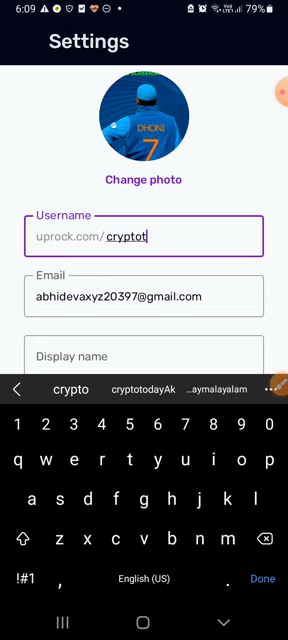 6:09 79%
Settings
DHONI
7
Change photo
Username
uprock.com/cryptot
Email
abhidevaxyz20397@gmail.com
Display name
crypto cryptotodayAk ...aymalayalam
1 2 3 4 5 6 7 8 9 0
q w e r t y u i o p
a s d f g h j k l
z x c v b n m
!#1 , English (US) . Done